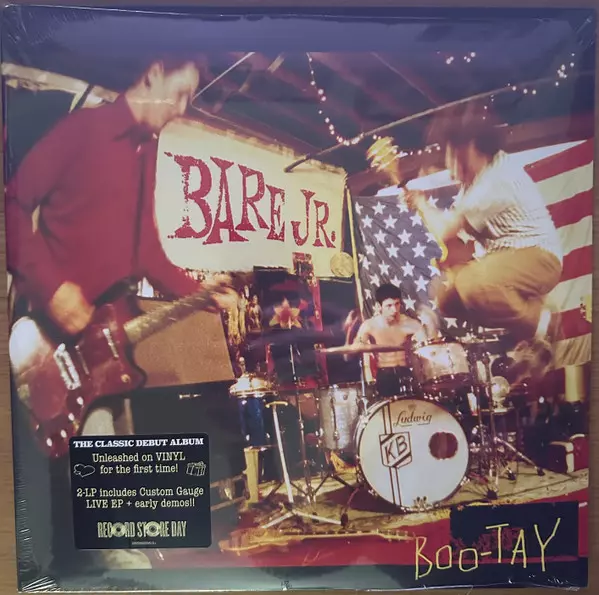 BARE JR.
Ludwig
KB
THE CLASSIC DEBUT ALBUM
Unleashed on VINYL
for the first time!
2-LP includes Custom Gauge
LIVE EP + early demos!!
RECORD STORE DAY
BOO-TAY